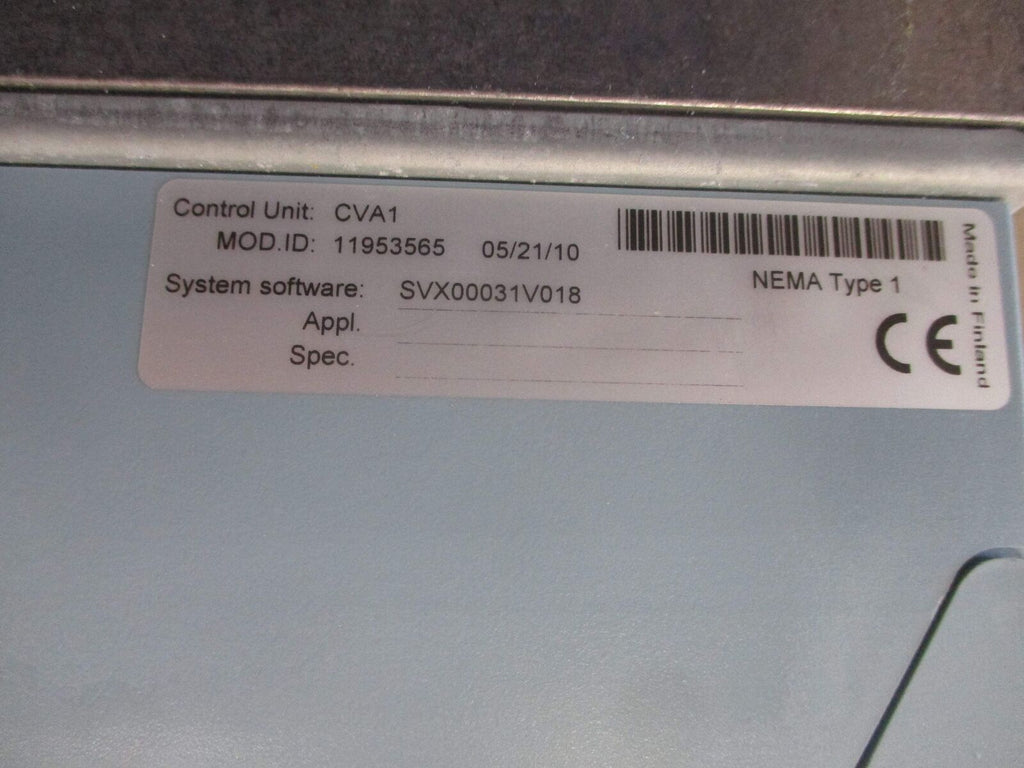 Control Unit: CVA1
MOD.ID: 11953565 05/21/10
System software: SVX00031V018
Appl.
Spec.
NEMA Type 1
CE
Made in Finland